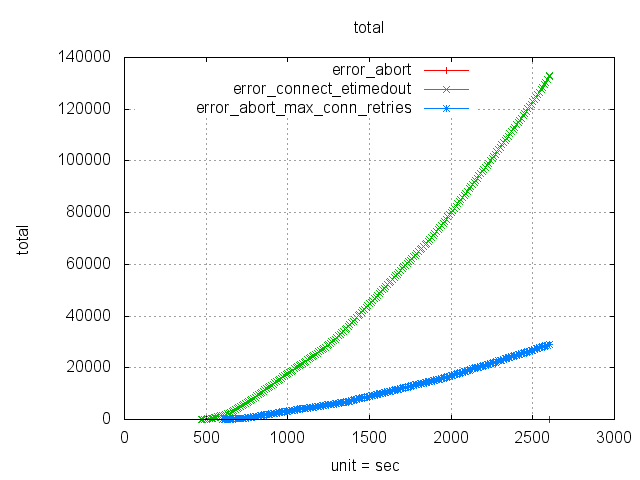 total
140000
120000
100000
80000
60000
40000
20000
0
total
error_abort
error_connect_etimedout
error_abort_max_conn_retries
0 500 1000 1500 2000 2500 3000
unit = sec